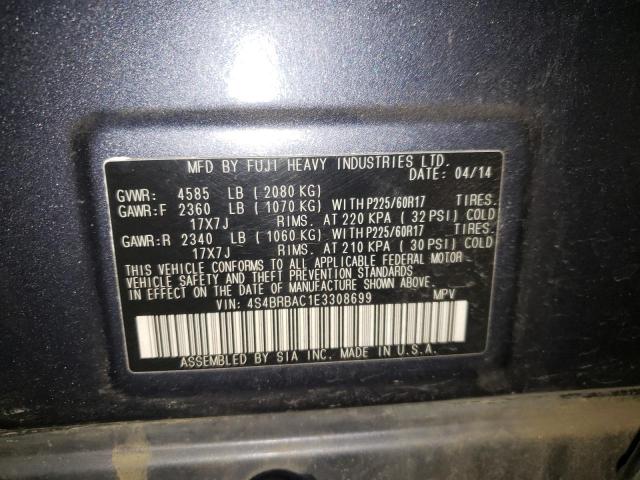 MFD BY FUJI HEAVY INDUSTRIES LTD.
DATE: 04/14
GVWR: 4585 LB ( 2080 KG)
GAWR:F 2360 LB ( 1070 KG) WITH P225/60R17 TIRES.
17X7J RIMS. AT 220 KPA ( 32 PSI) COLD
GAWR:R 2340 LB ( 1060 KG) WITH P225/60R17 TIRES.
17X7J RIMS. AT 210 KPA ( 30 PSI) COLD
THIS VEHICLE CONFORMS TO ALL APPLICABLE FEDERAL MOTOR
VEHICLE SAFETY AND THEFT PREVENTION STANDARDS
IN EFFECT ON THE DATE OF MANUFACTURE SHOWN ABOVE.
VIN: 4S4BRBAC1E3308699 MPV
ASSEMBLED BY SIA INC. MADE IN U.S.A.